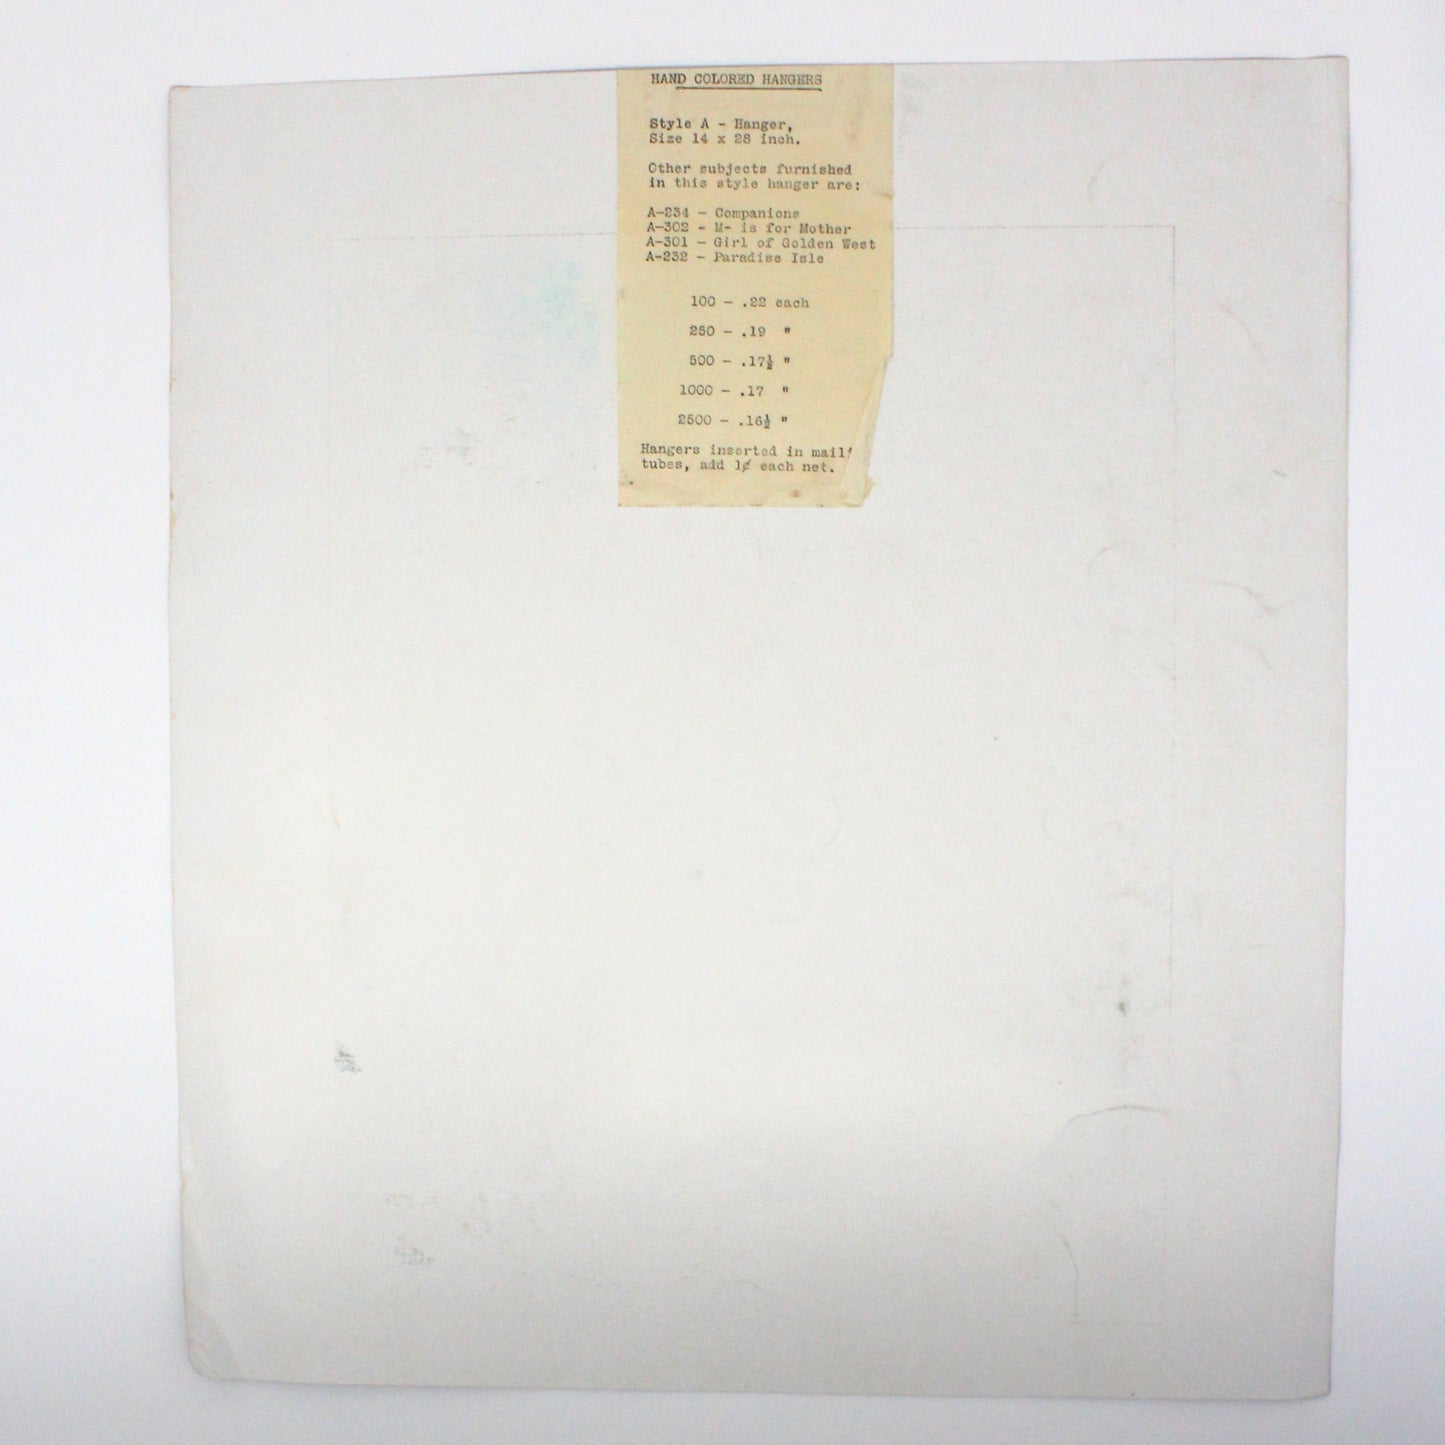 HAND COLORED HANGERS
Style A - Hanger,
Size 14 x 28 inch.
Other subjects furnished
in this style hanger are:
A-234 - Companions
A-302 - M- is for Mother
A-301 - Girl of Golden West
A-232 - Paradise Isle
100 - .22 each
250 - .19 "
500 - .17½ "
1000 - .17 "
2500 - .16½ "
Hangers inserted in mail
tubes, add 1¢ each net.